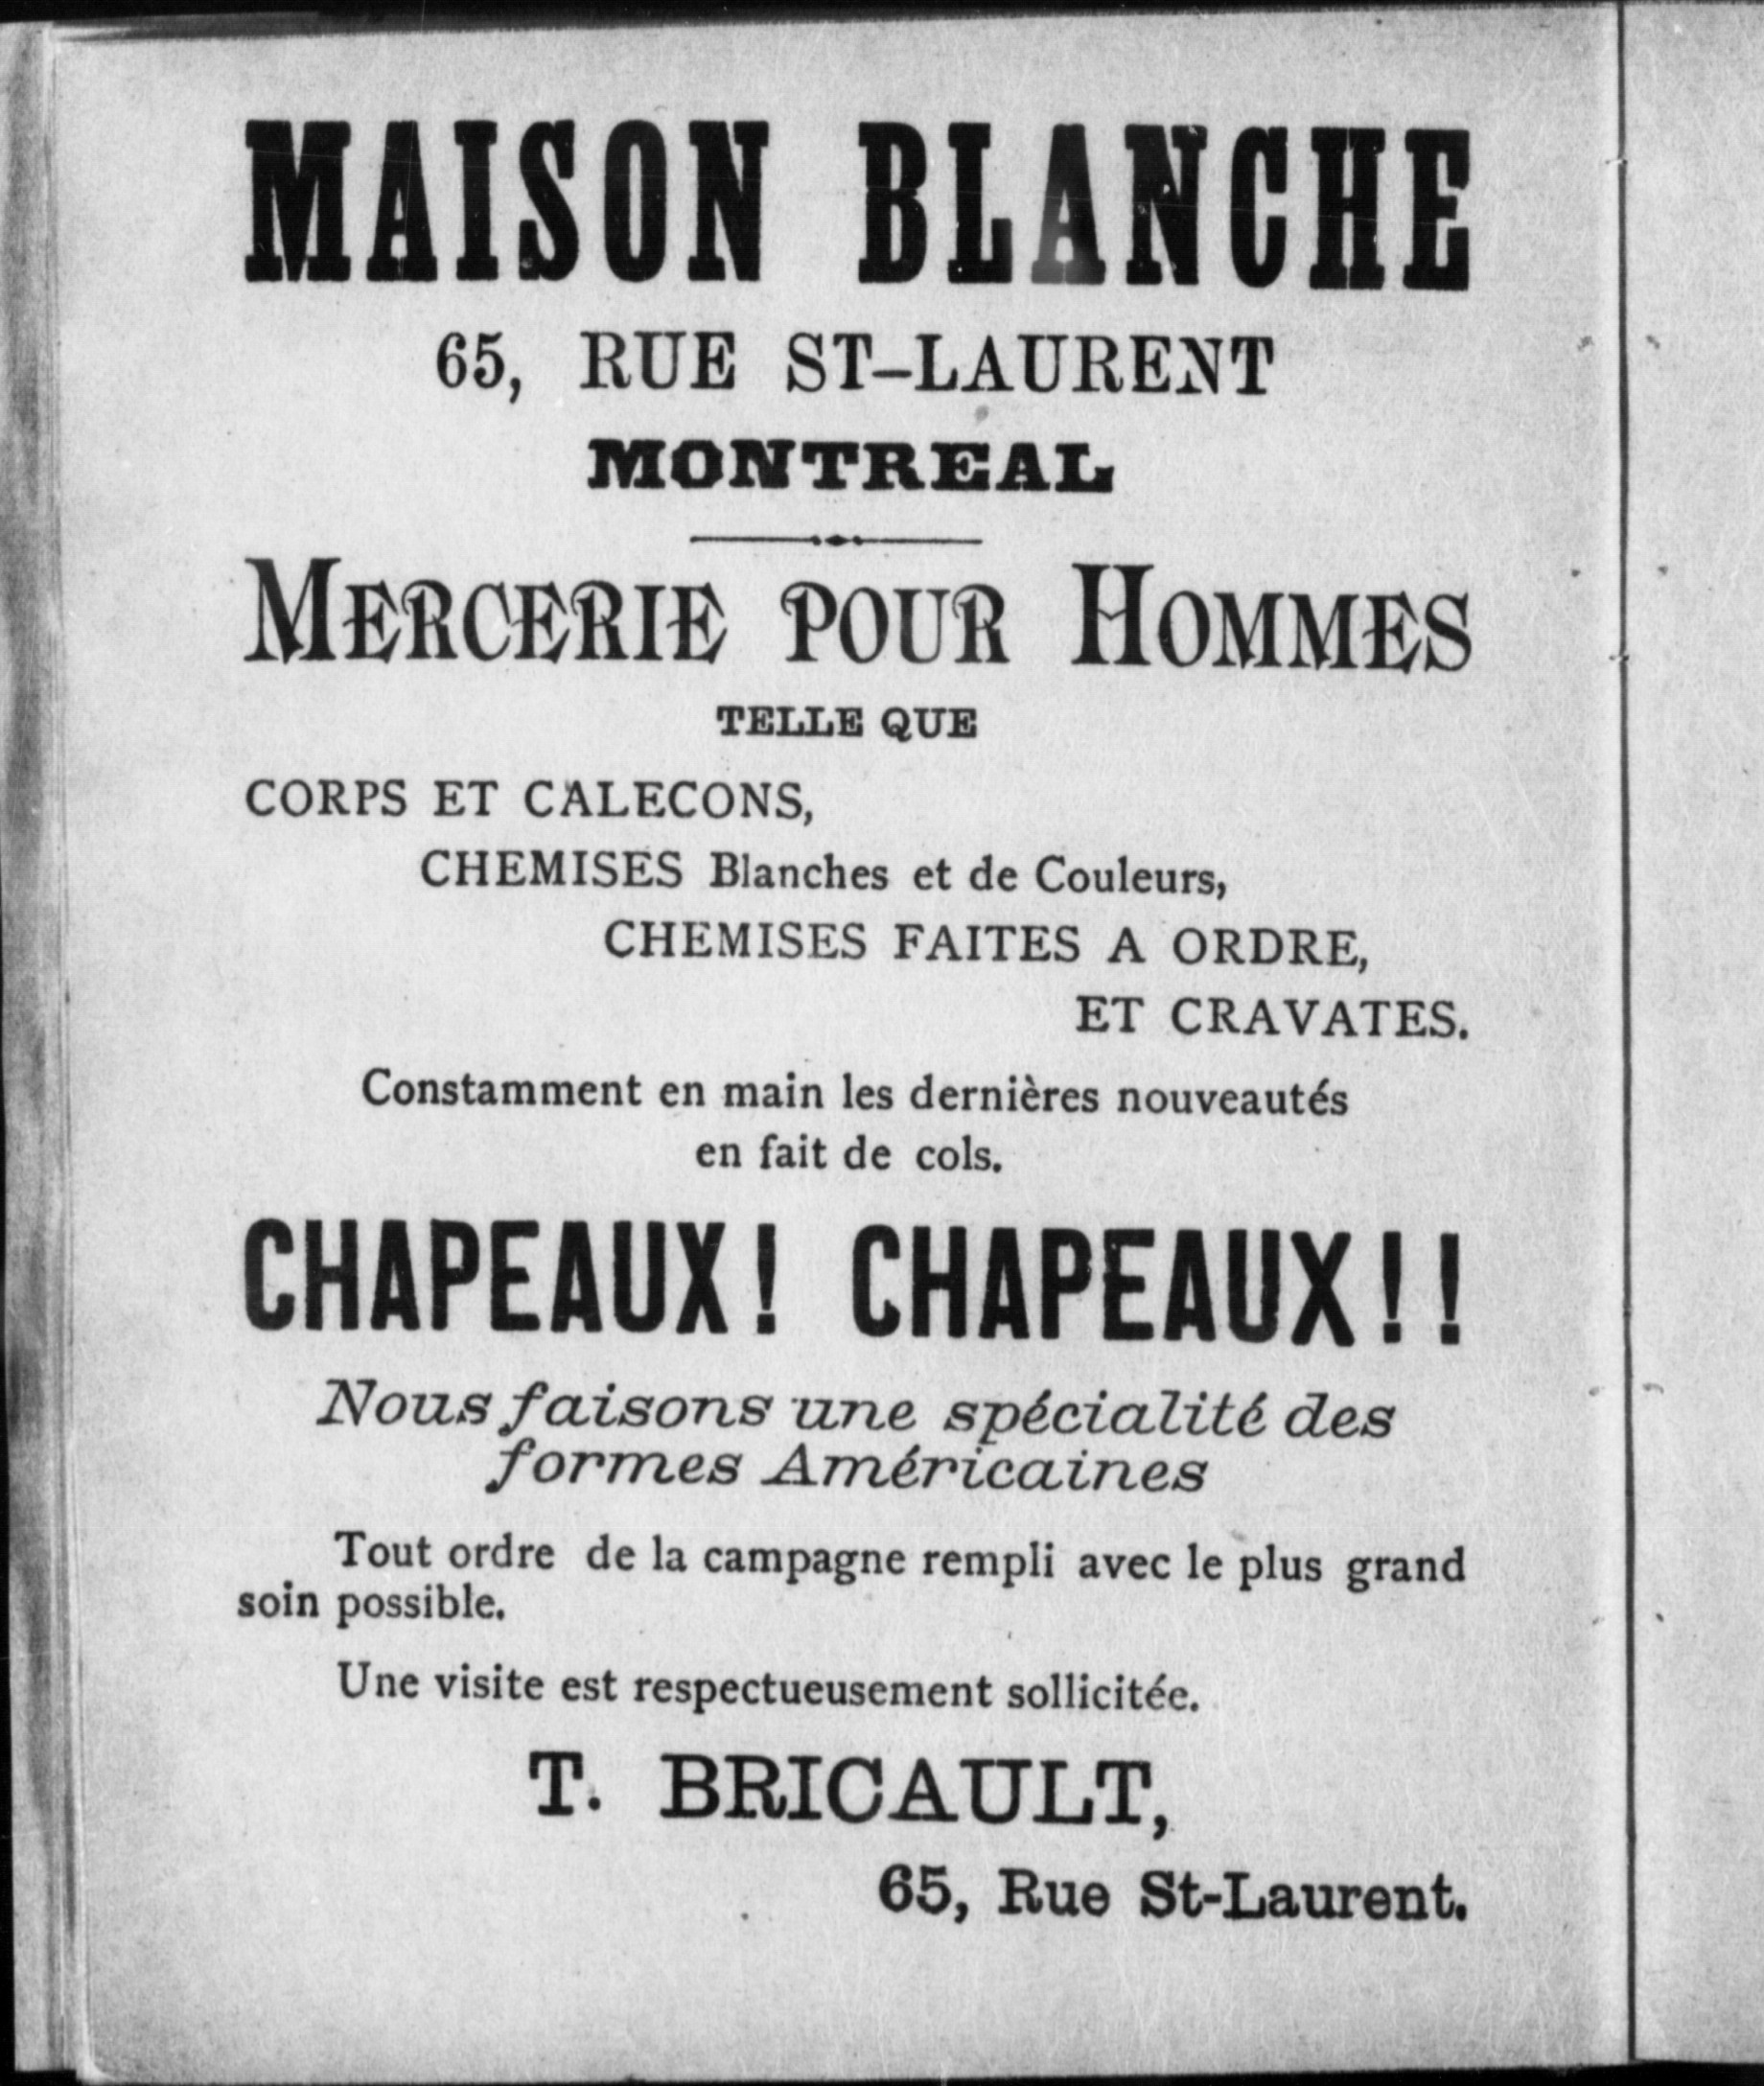 MAISON BLANCHE
65, RUE ST-LAURENT
MONTREAL
MERCERIE POUR HOMMES
TELLE QUE
CORPS ET CALECONS,
CHEMISES Blanches et de Couleurs,
CHEMISES FAITES A ORDRE,
ET CRAVATES.
Constamment en main les dernières nouveautés
en fait de cols.
CHAPEAUX! CHAPEAUX!!
Nous faisons une spécialité des
formes Américaines
Tout ordre de la campagne rempli avec le plus grand
soin possible.
Une visite est respectueusement sollicitée.
T. BRICAULT,
65, Rue St-Laurent.